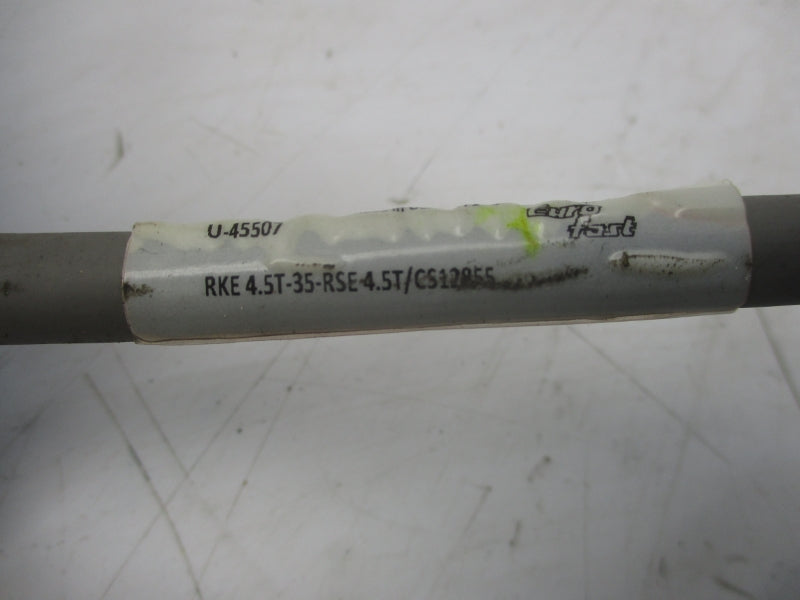 U-45507
euro
fast
RKE 4.5T-35-RSE 4.5T/CS12855